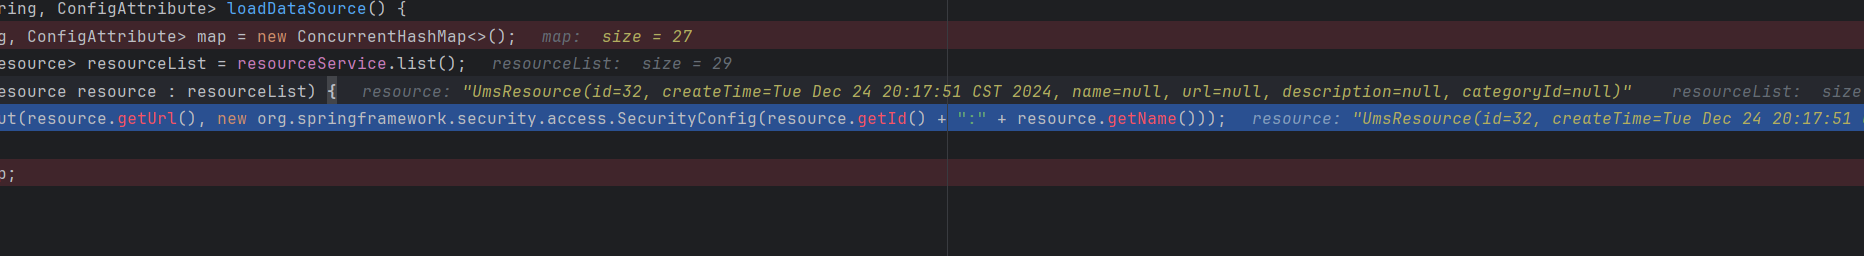 ring, ConfigAttribute> loadDataSource() {
g, ConfigAttribute> map = new ConcurrentHashMap<>(); map: size = 27
esource> resourceList = resourceService.list(); resourceList: size = 29
esource resource : resourceList) { resource: "UmsResource(id=32, createTime=Tue Dec 24 20:17:51 CST 2024, name=null, url=null, description=null, categoryId=null)" resourceList: size
ut(resource.getUrl(), new org.springframework.security.access.SecurityConfig(resource.getId() + ":" + resource.getName())); resource: "UmsResource(id=32, createTime=Tue Dec 24 20:17:51
p;